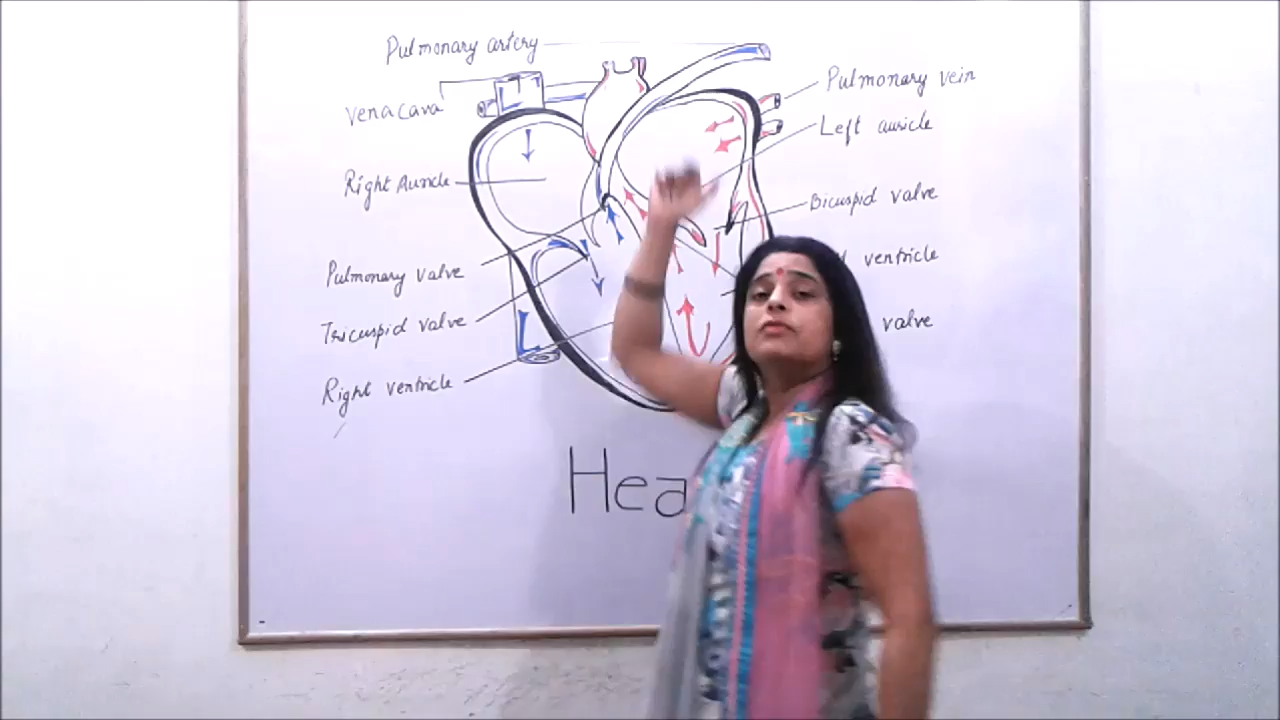 Pulmonary artery
Vena cava
Right Auricle
Pulmonary valve
Tricuspid valve
Right ventricle
Pulmonary vein
Left auricle
Bicuspid valve
ventricle
valve